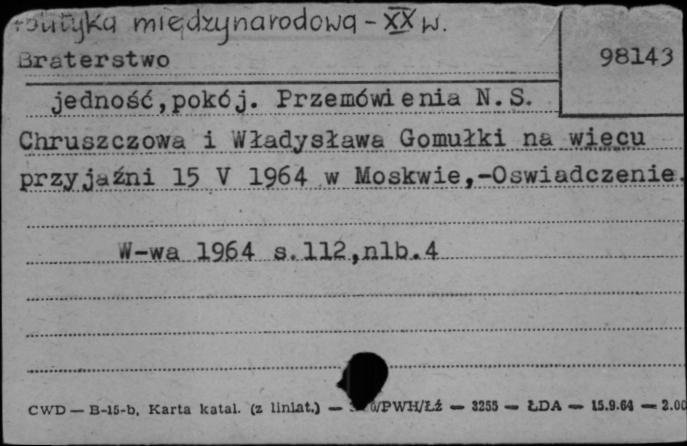 polityka międzynarodowa - XX w.
Braterstwo
98143
jedność, pokój. Przemówienia N.S.
Chruszczowa i Władysława Gomułki na wiecu
przyjaźni 15 V 1964 w Moskwie,-Oswiadczenie.
W-wa 1964 s.112,nlb.4
CWD — B-15-b, Karta katal. (z liniat.) — /PWH/Łź — 3255 — ŁDA — 15.9.64 — 2.00